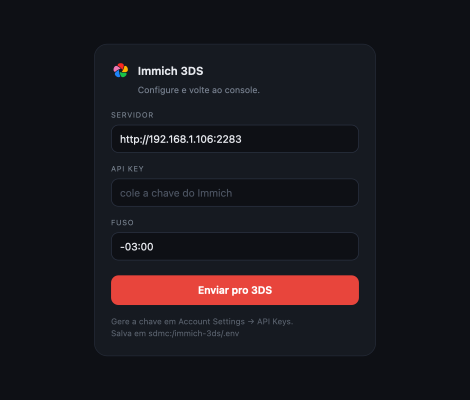 Immich 3DS
Configure e volte ao console.
SERVIDOR
http://192.168.1.106:2283
API KEY
cole a chave do Immich
FUSO
-03:00
Enviar pro 3DS
Gere a chave em Account Settings → API Keys.
Salva em sdmc:/immich-3ds/.env